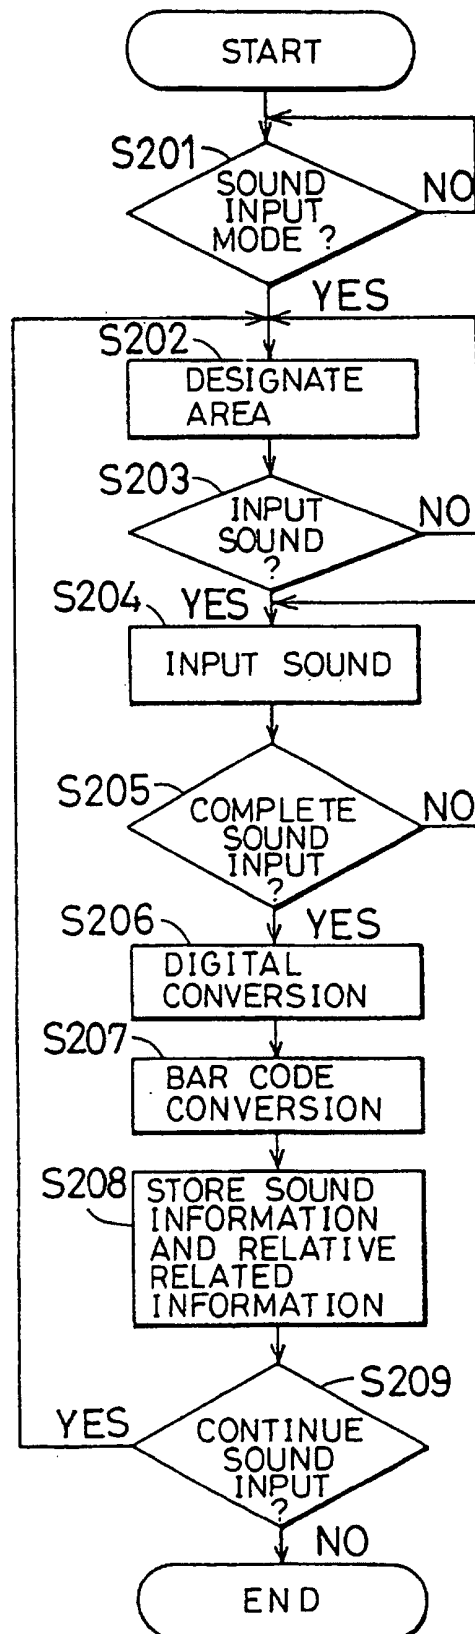 START
S201
SOUND
INPUT
MODE ?
NO
YES
S202
DESIGNATE
AREA
S203
INPUT
SOUND
?
NO
YES
S204
INPUT SOUND
S205
COMPLETE
SOUND
INPUT
?
NO
YES
S206
DIGITAL
CONVERSION
S207
BAR CODE
CONVERSION
S208
STORE SOUND
INFORMATION
AND RELATIVE
RELATED
INFORMATION
S209
YES
CONTINUE
SOUND
INPUT
?
NO
END